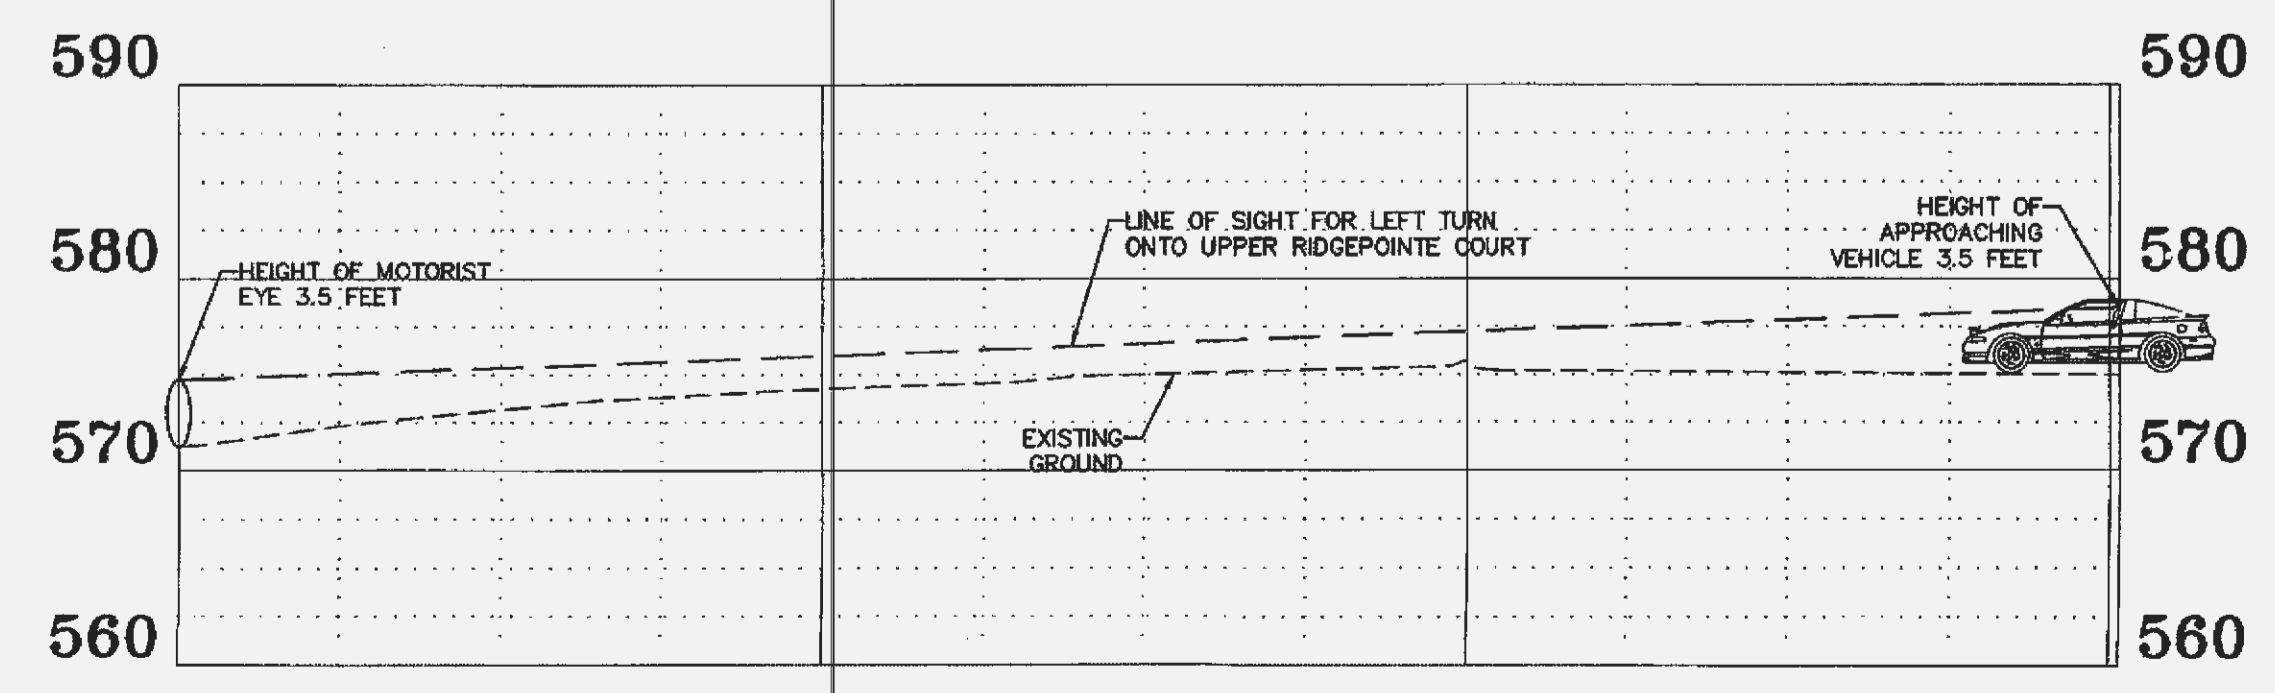 590
590
HEIGHT OF
APPROACHING
VEHICLE 3.5 FEET
LINE OF SIGHT FOR LEFT TURN
ONTO UPPER RIDGEPOINTE COURT
580
580
HEIGHT OF MOTORIST
EYE 3.5 FEET
570
570
EXISTING
GROUND
560
560